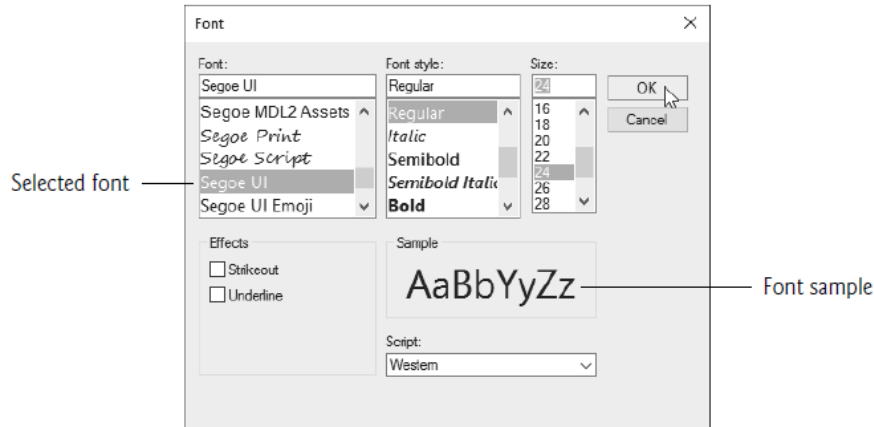 Font
Font: Font style: Size:
Segoe UI Regular 24 OK
Segoe MDL2 Assets Regular 16 Cancel
Segoe Print Italic 18
Segoe Script Semibold 20
Segoe UI Semibold Italic 22
Segoe UI Emoji Bold 24
26
28
Selected font
Effects
Strikeout
Underline
Sample
AaBbYyZz
Font sample
Script:
Western